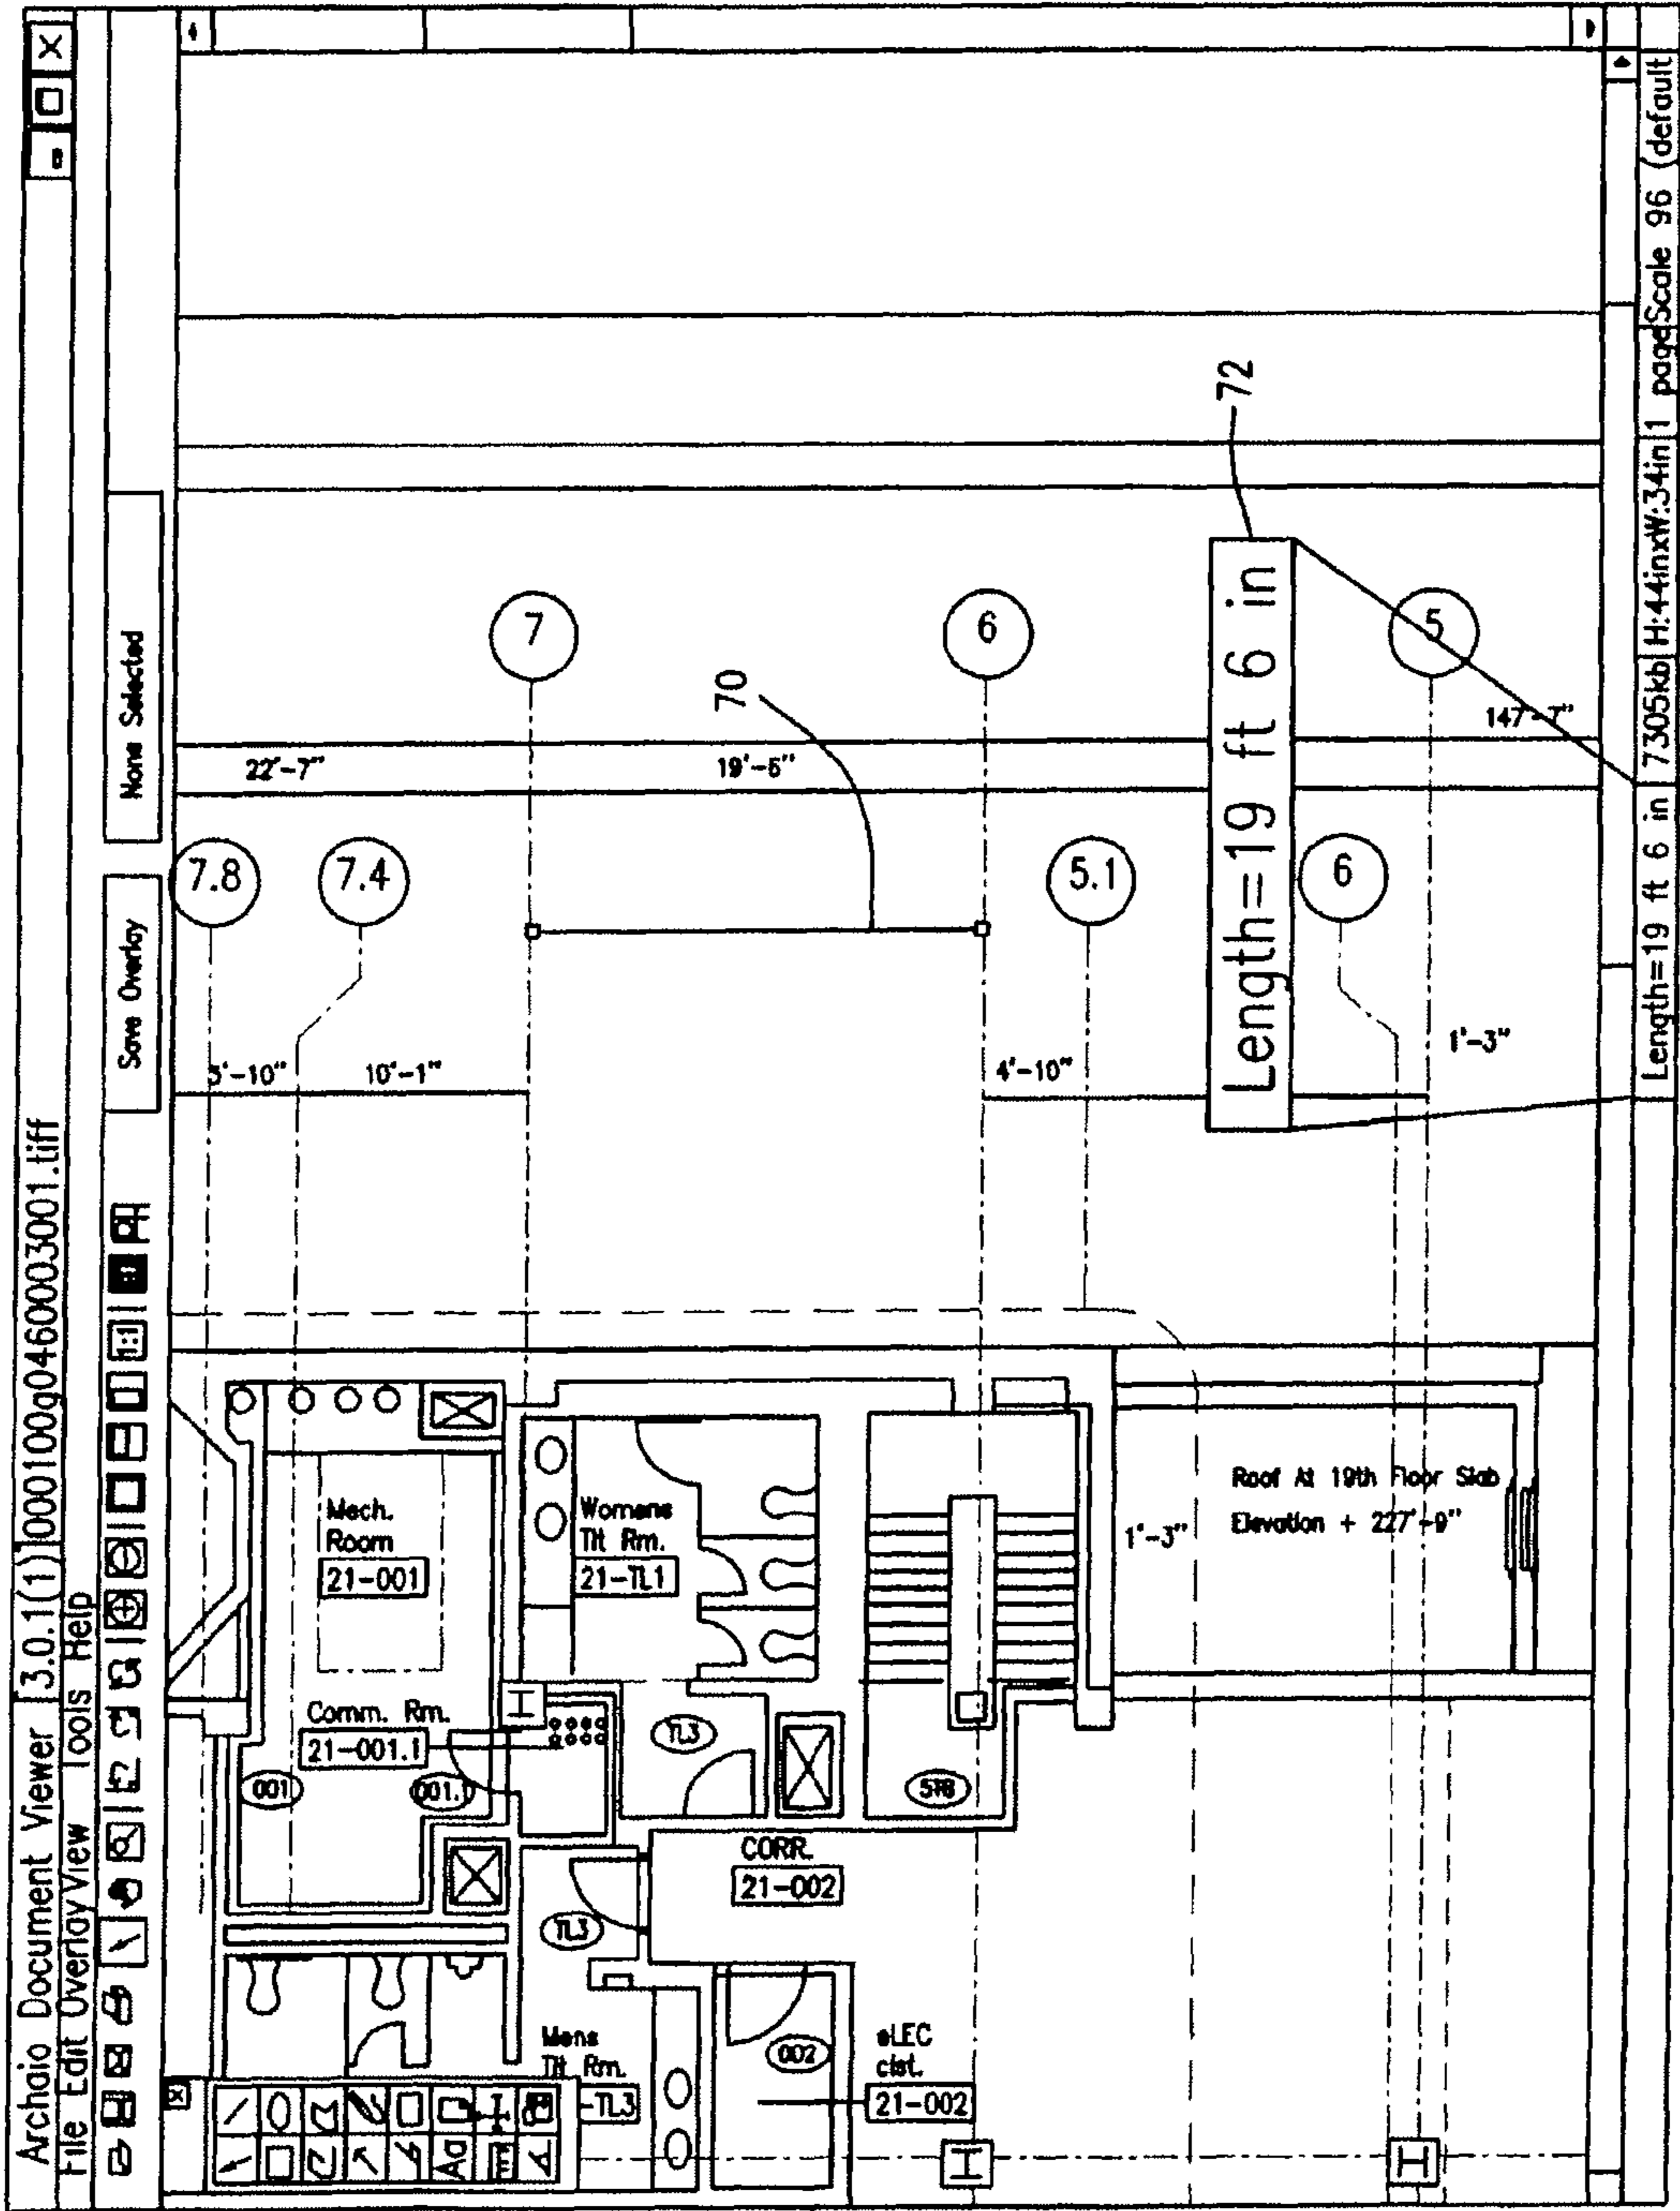 Archaio Document Viewer [3.0.1(1)]000100g0460003001.tiff
File Edit Overlay View Tools Help
1:1
Save Overlay
None Selected
7.8
7.4
7
6
5.1
6
5
22'-7"
19'-6"
147'-7"
5'-10"
10'-1"
4'-10"
1'-3"
70
72
Length=19 ft 6 in
Mech.
Room
21-001
Comm. Rm.
21-001.1
001
001.1
Womens
Tlt Rm.
21-TL1
TL3
TL3
CORR.
21-002
Mens
Tlt Rm.
-TL3
002
eLEC
clst.
21-002
1'-3"
Roof At 19th Floor Slab
Elevation + 227'-9"
Length=19 ft 6 in 7305kb H:44inxW:34in 1 page Scale 96 (default